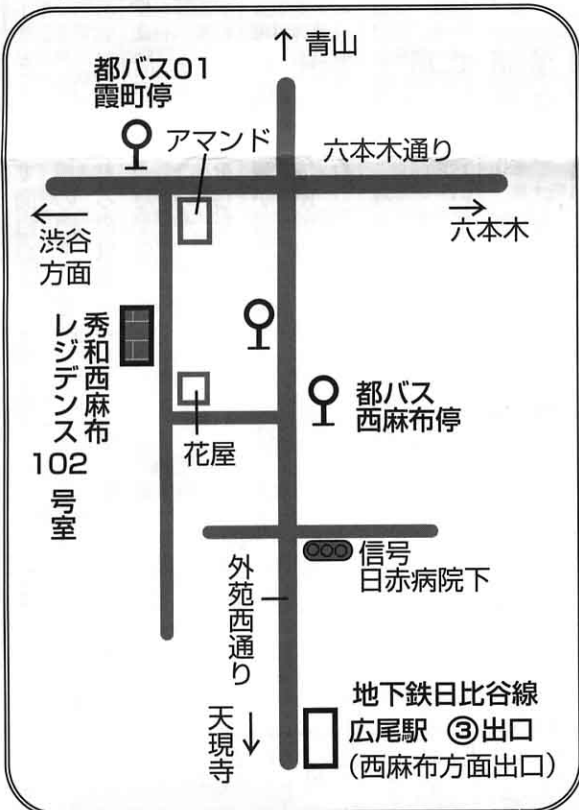 ↑ 青山
都バス01
霞町停
アマンド
六本木通り
←
渋谷
方面
→
六本木
秀和西麻布
レジデンス
102
号室
都バス
西麻布停
花屋
信号
日赤病院下
外苑西通り
天現寺
↓
地下鉄日比谷線
広尾駅 ③出口
(西麻布方面出口)